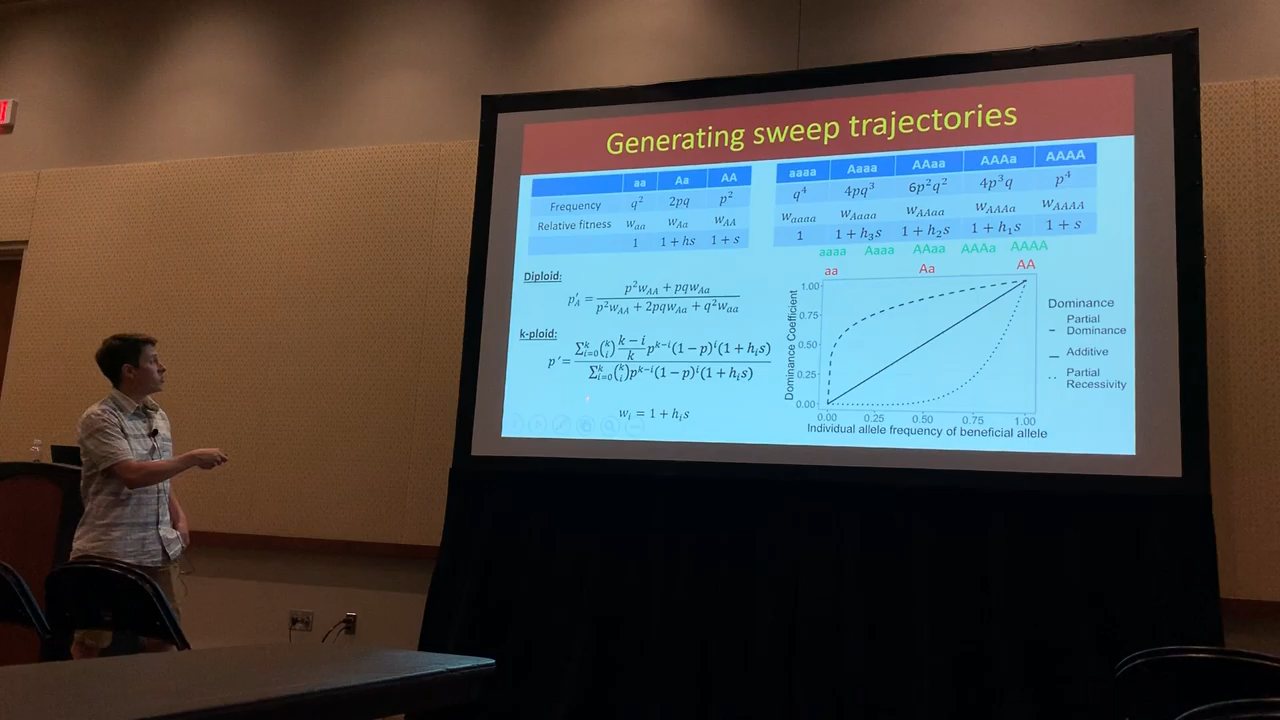 Generating sweep trajectories
aa Aa AA
Frequency q² 2pq p²
Relative fitness w_aa w_Aa w_AA
1 1 + hs 1 + s
aaaa Aaaa AAaa AAAa AAAA
q⁴ 4pq³ 6p²q² 4p³q p⁴
w_aaaa w_Aaaa w_AAaa w_AAAa w_AAAA
1 1 + h₃s 1 + h₂s 1 + h₁s 1 + s
Diploid:
p′_A = (p²w_AA + pqw_Aa) / (p²w_AA + 2pqw_Aa + q²w_aa)
k-ploid:
p′ = (∑_{i=0}^{k} (k i) (k − i)/k p^{k−i}(1 − p)^i(1 + h_i s)) / (∑_{i=0}^{k} (k i) p^{k−i}(1 − p)^i(1 + h_i s))
w_i = 1 + h_i s
aaaa Aaaa AAaa AAAa AAAA
aa Aa AA
Dominance Coefficient
1.00
0.75
0.50
0.25
0.00
0.00 0.25 0.50 0.75 1.00
Individual allele frequency of beneficial allele
Dominance
Partial
Dominance
Additive
Partial
Recessivity